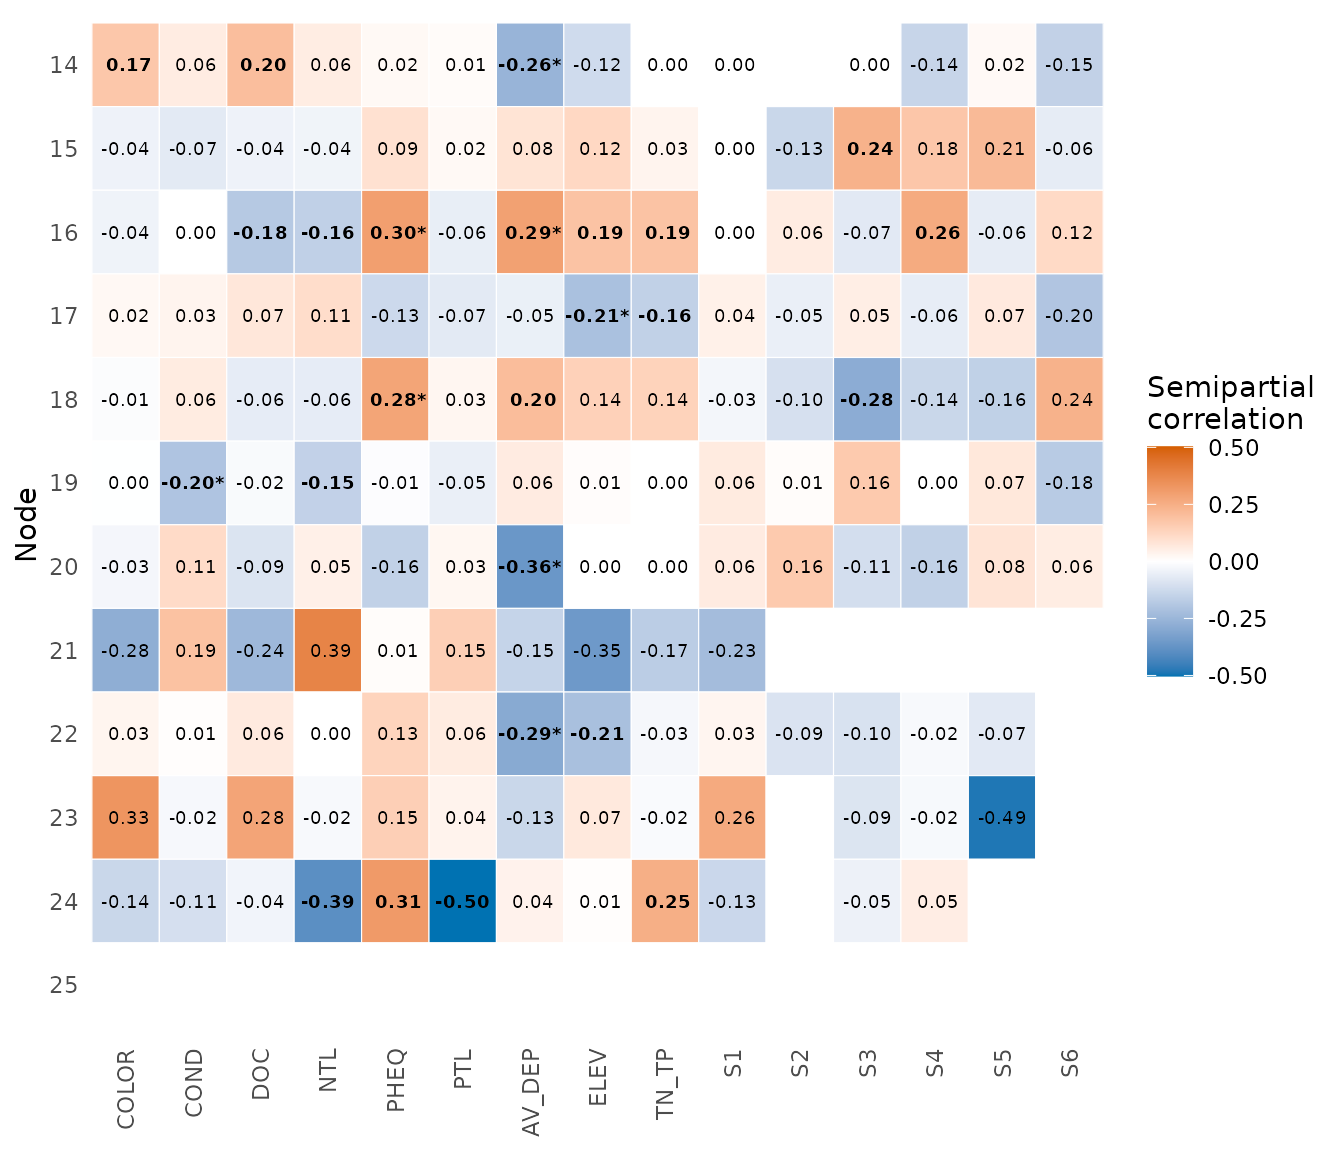 14 0.17 0.06 0.20 0.06 0.02 0.01 -0.26* -0.12 0.00 0.00 0.00 -0.14 0.02 -0.15
15 -0.04 -0.07 -0.04 -0.04 0.09 0.02 0.08 0.12 0.03 0.00 -0.13 0.24 0.18 0.21 -0.06
16 -0.04 0.00 -0.18 -0.16 0.30* -0.06 0.29* 0.19 0.19 0.00 0.06 -0.07 0.26 -0.06 0.12
17 0.02 0.03 0.07 0.11 -0.13 -0.07 -0.05 -0.21* -0.16 0.04 -0.05 0.05 -0.06 0.07 -0.20
18 -0.01 0.06 -0.06 -0.06 0.28* 0.03 0.20 0.14 0.14 -0.03 -0.10 -0.28 -0.14 -0.16 0.24
19 0.00 -0.20* -0.02 -0.15 -0.01 -0.05 0.06 0.01 0.00 0.06 0.01 0.16 0.00 0.07 -0.18
20 -0.03 0.11 -0.09 0.05 -0.16 0.03 -0.36* 0.00 0.00 0.06 0.16 -0.11 -0.16 0.08 0.06
21 -0.28 0.19 -0.24 0.39 0.01 0.15 -0.15 -0.35 -0.17 -0.23
22 0.03 0.01 0.06 0.00 0.13 0.06 -0.29* -0.21 -0.03 0.03 -0.09 -0.10 -0.02 -0.07
23 0.33 -0.02 0.28 -0.02 0.15 0.04 -0.13 0.07 -0.02 0.26 -0.09 -0.02 -0.49
24 -0.14 -0.11 -0.04 -0.39 0.31 -0.50 0.04 0.01 0.25 -0.13 -0.05 0.05
25
Node
COLOR COND DOC NTL PHEQ PTL AV_DEP ELEV TN_TP S1 S2 S3 S4 S5 S6
Semipartial
correlation
0.50
0.25
0.00
-0.25
-0.50